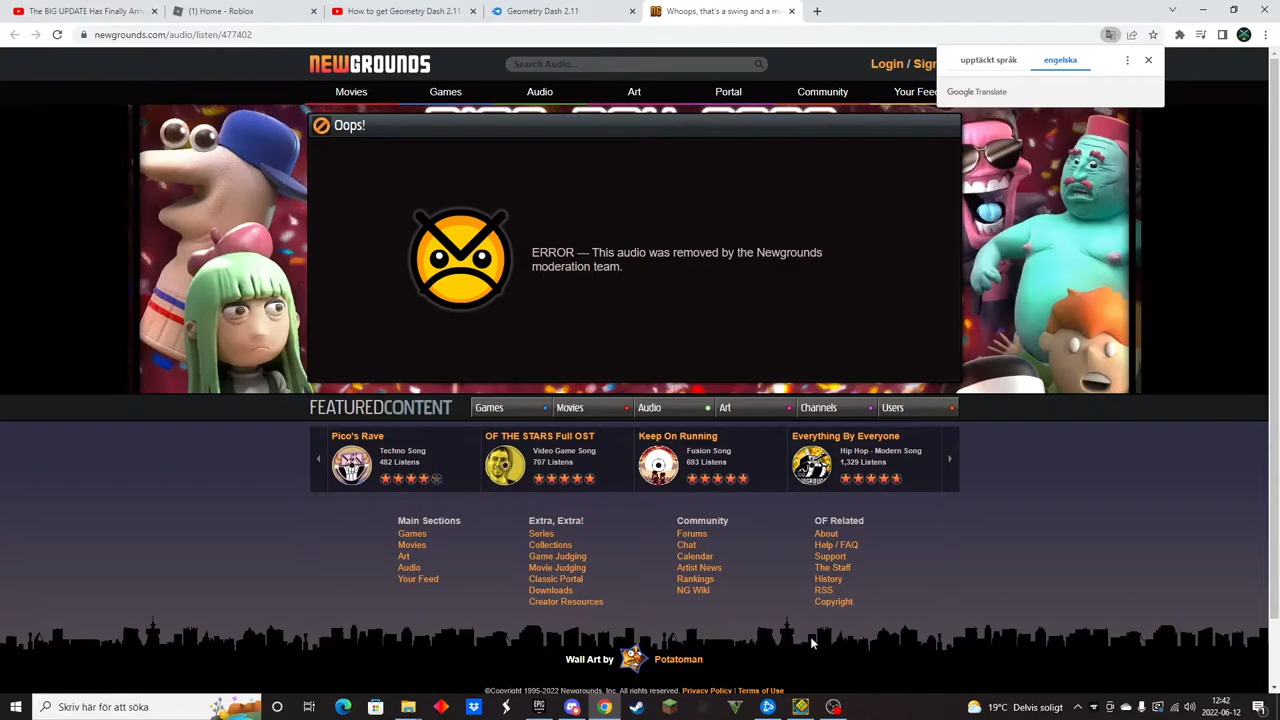 The BIG UPDATE Has Finally Arriv
(1) Home - Roblox
How to get Geometry Dash 2.11
Geometry Dash 2.11
Whoops, that's a swing and a m
newgrounds.com/audio/listen/477402
NEWGROUNDS
Search Audio...
Login / Sign
upptäckt språk
engelska
Google Translate
Movies
Games
Audio
Art
Portal
Community
Your Feed
Oops!
ERROR — This audio was removed by the Newgrounds
moderation team.
FEATUREDCONTENT
Games
Movies
Audio
Art
Channels
Users
Pico's Rave
Techno Song
482 Listens
OF THE STARS Full OST
Video Game Song
707 Listens
Keep On Running
Fusion Song
693 Listens
Everything By Everyone
Hip Hop - Modern Song
1,329 Listens
Main Sections
Games
Movies
Art
Audio
Your Feed
Extra, Extra!
Series
Collections
Game Judging
Movie Judging
Classic Portal
Downloads
Creator Resources
Community
Forums
Chat
Calendar
Artist News
Rankings
NG Wiki
OF Related
About
Help / FAQ
Support
The Staff
History
RSS
Copyright
Wall Art by
Potatoman
©Copyright 1995-2022 Newgrounds, Inc. All rights reserved. Privacy Policy | Terms of Use
Skriv här för att söka
EPIC
GAMES
19°C Delvis soligt
12:42
2022-06-12